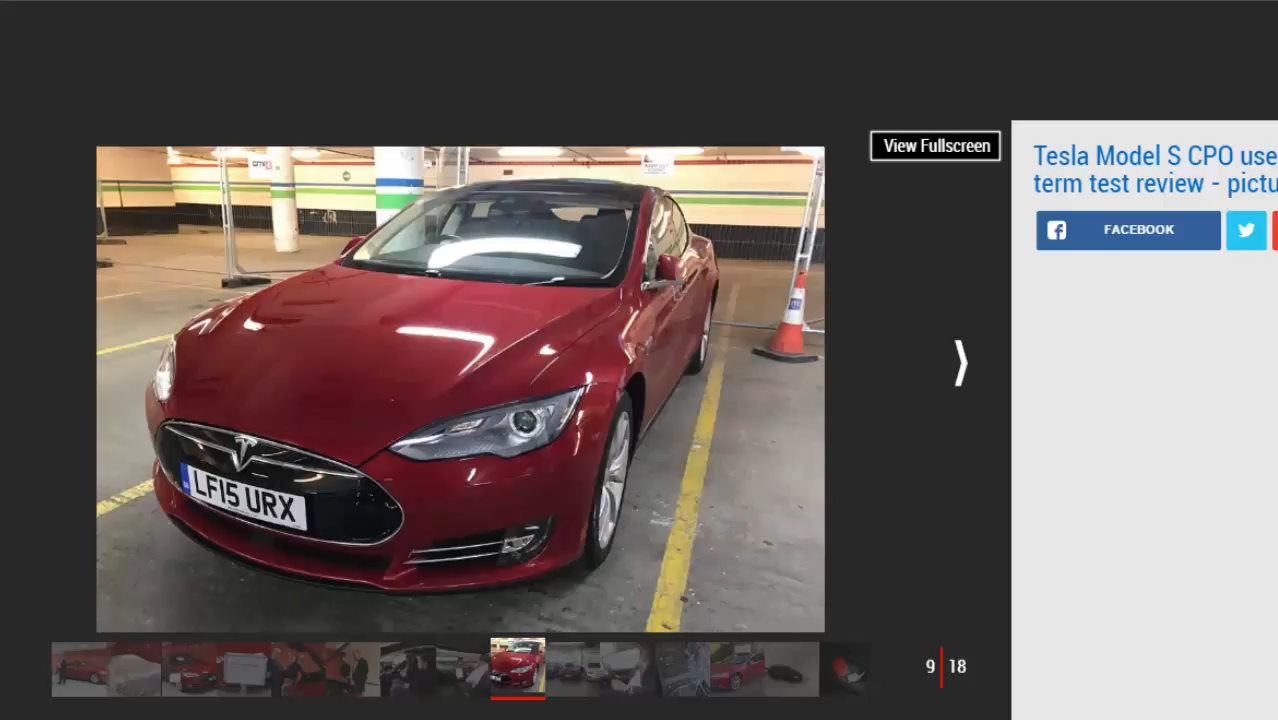 View Fullscreen
Tesla Model S CPO use
term test review - pictu
FACEBOOK
LF15 URX
9 18